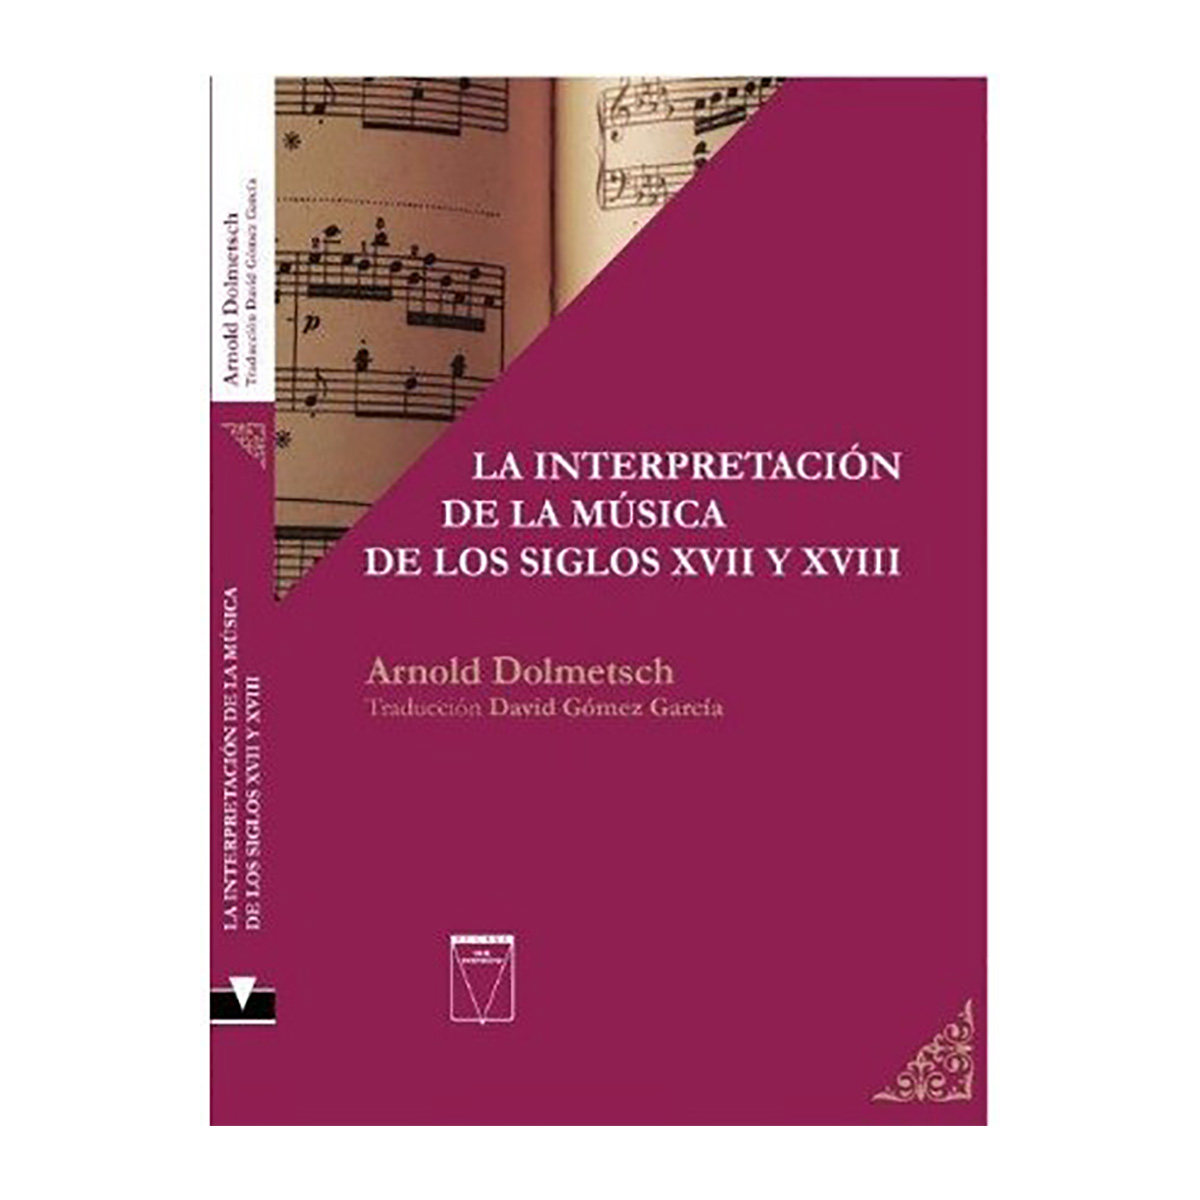 LA INTERPRETACIÓN
DE LA MÚSICA
DE LOS SIGLOS XVII Y XVIII
Arnold Dolmetsch
Traducción David Gómez García
Arnold Dolmetsch
Traducción David Gómez García
LA INTERPRETACIÓN DE LA MÚSICA
DE LOS SIGLOS XVII Y XVIII
p